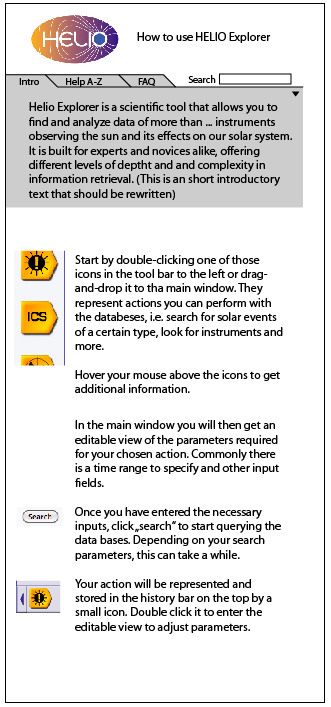 HELIO
How to use HELIO Explorer
Intro
Help A-Z
FAQ
Search
Helio Explorer is a scientific tool that allows you to
find and analyze data of more than ... instruments
observing the sun and its effects on our solar system.
It is built for experts and novices alike, offering
different levels of deptht and and complexity in
information retrieval. (This is an short introductory
text that should be rewritten)
Start by double-clicking one of those
icons in the tool bar to the left or drag-
and-drop it to tha main window. They
represent actions you can perform with
the databeses, i.e. search for solar events
of a certain type, look for instruments and
more.
ICS
Hover your mouse above the icons to get
additional information.
In the main window you will then get an
editable view of the parameters required
for your chosen action. Commonly there
is a time range to specify and other input
fields.
Search
Once you have entered the necessary
inputs, click „search“ to start querying the
data bases. Depending on your search
parameters, this can take a while.
Your action will be represented and
stored in the history bar on the top by a
small icon. Double click it to enter the
editable view to adjust parameters.